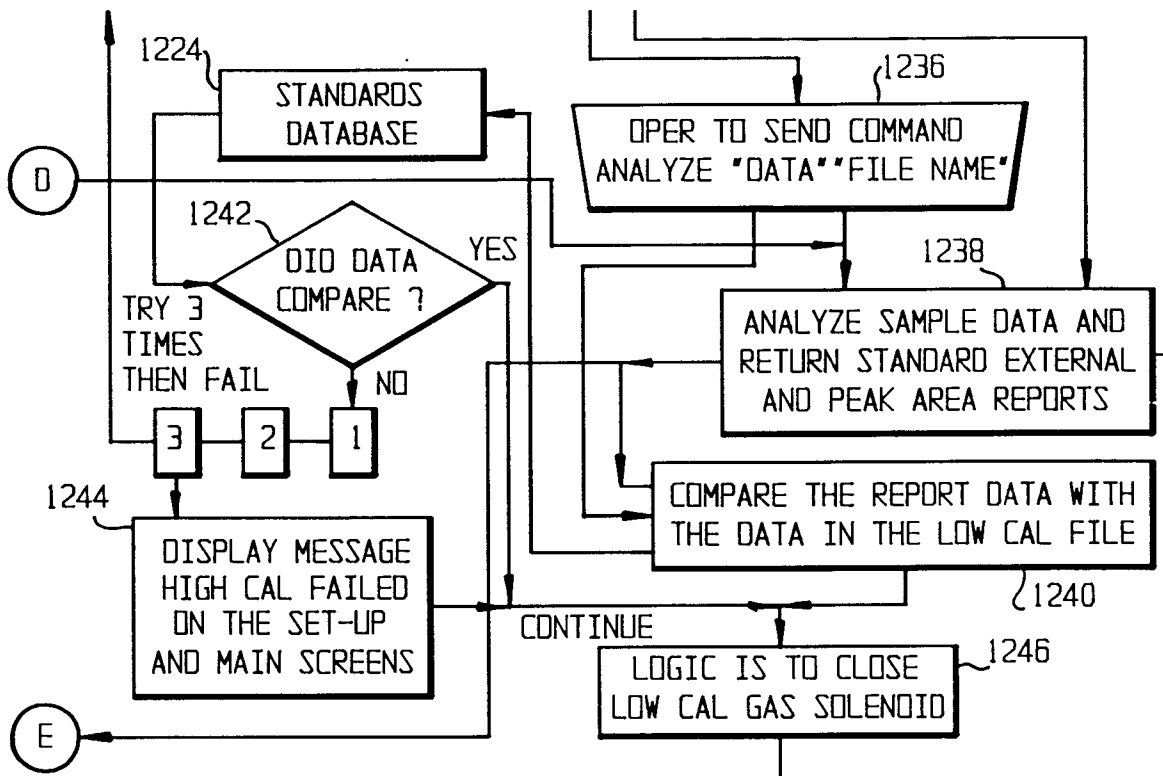 1224
STANDARDS
DATABASE
1236
OPER TO SEND COMMAND
ANALYZE "DATA" "FILE NAME"
D
1242
DID DATA
COMPARE ?
YES
NO
TRY 3
TIMES
THEN FAIL
3
2
1
1238
ANALYZE SAMPLE DATA AND
RETURN STANDARD EXTERNAL
AND PEAK AREA REPORTS
COMPARE THE REPORT DATA WITH
THE DATA IN THE LOW CAL FILE
1240
1244
DISPLAY MESSAGE
HIGH CAL FAILED
ON THE SET-UP
AND MAIN SCREENS
CONTINUE
1246
LOGIC IS TO CLOSE
LOW CAL GAS SOLENOID
E